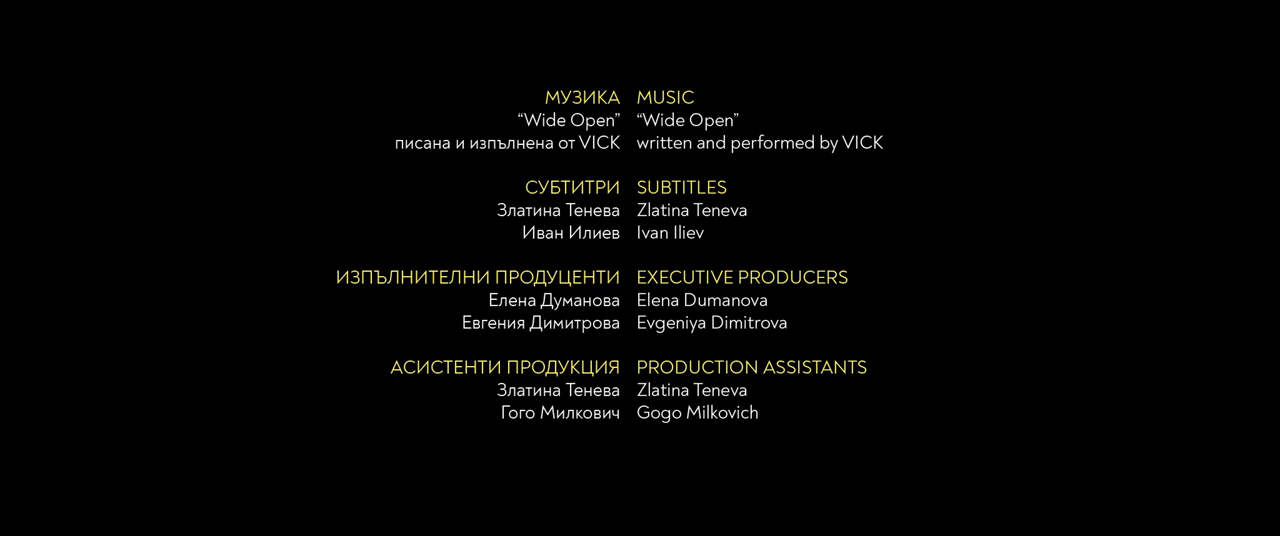 МУЗИКА MUSIC
“Wide Open” “Wide Open”
писана и изпълнена от VICK written and performed by VICK
СУБТИТРИ SUBTITLES
Златина Тенева Zlatina Teneva
Иван Илиев Ivan Iliev
ИЗПЪЛНИТЕЛНИ ПРОДУЦЕНТИ EXECUTIVE PRODUCERS
Елена Думанова Elena Dumanova
Евгения Димитрова Evgeniya Dimitrova
АСИСТЕНТИ ПРОДУКЦИЯ PRODUCTION ASSISTANTS
Златина Тенева Zlatina Teneva
Гого Милкович Gogo Milkovich